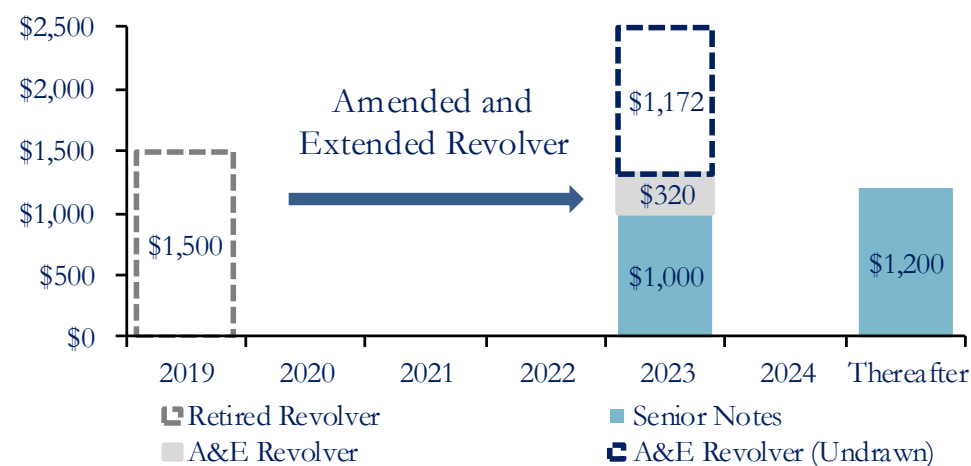 $2,500
$2,000
$1,500
$1,000
$500
$0
Amended and
Extended Revolver
$1,500
$1,172
$320
$1,000
$1,200
2019 2020 2021 2022 2023 2024 Thereafter
Retired Revolver Senior Notes
A&E Revolver A&E Revolver (Undrawn)